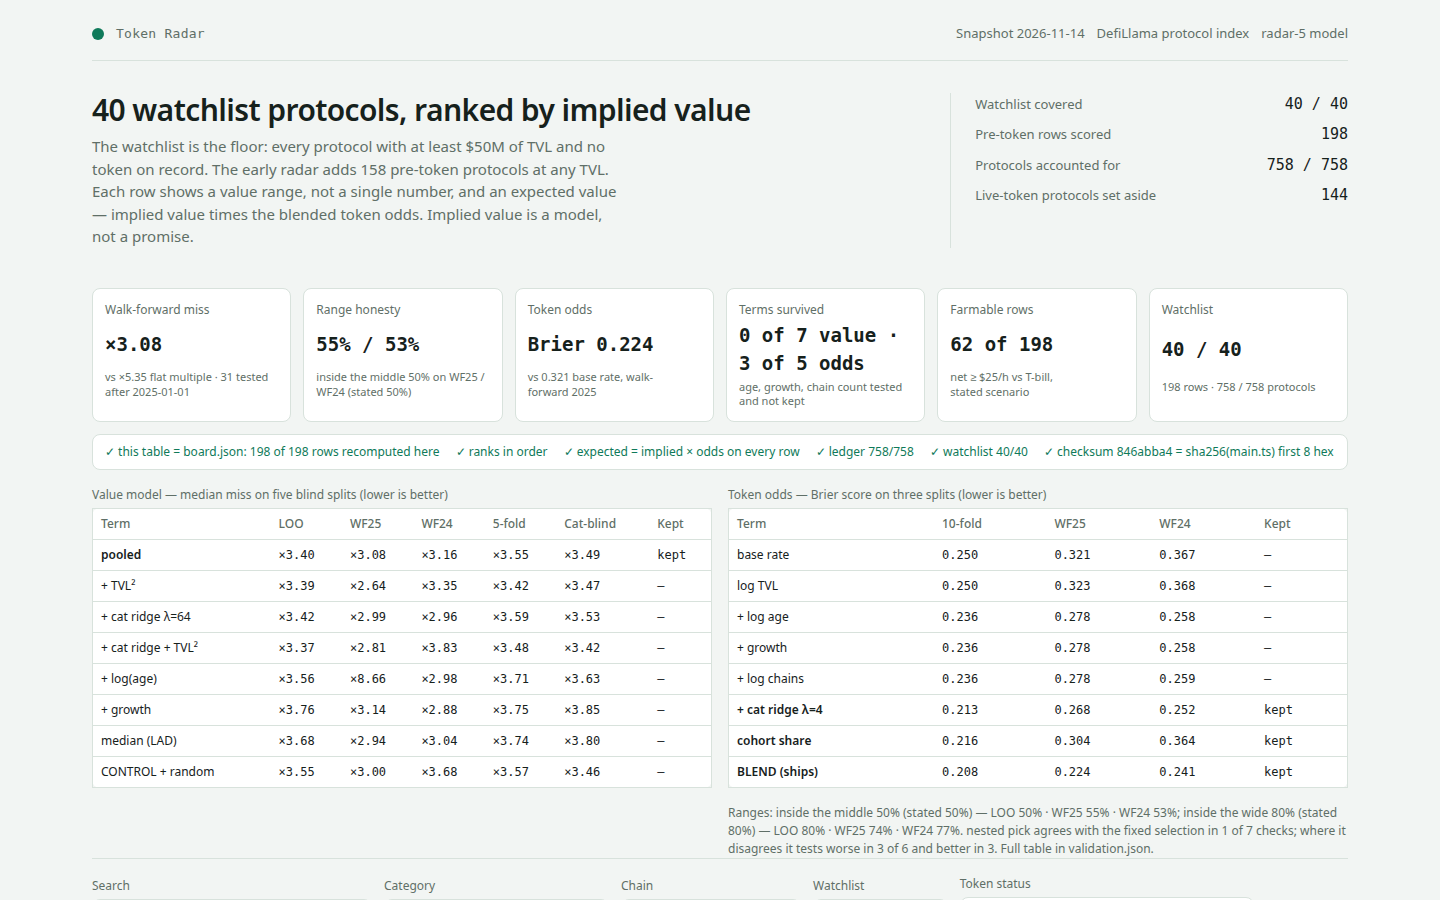 Token Radar
Snapshot 2026-11-14 DefiLlama protocol index radar-5 model
40 watchlist protocols, ranked by implied value
The watchlist is the floor: every protocol with at least $50M of TVL and no
token on record. The early radar adds 158 pre-token protocols at any TVL.
Each row shows a value range, not a single number, and an expected value
— implied value times the blended token odds. Implied value is a model,
not a promise.
Watchlist covered 40 / 40
Pre-token rows scored 198
Protocols accounted for 758 / 758
Live-token protocols set aside 144
Walk-forward miss
×3.08
vs ×5.35 flat multiple · 31 tested
after 2025-01-01
Range honesty
55% / 53%
inside the middle 50% on WF25 /
WF24 (stated 50%)
Token odds
Brier 0.224
vs 0.321 base rate, walk-
forward 2025
Terms survived
0 of 7 value ·
3 of 5 odds
age, growth, chain count tested
and not kept
Farmable rows
62 of 198
net ≥ $25/h vs T-bill,
stated scenario
Watchlist
40 / 40
198 rows · 758 / 758 protocols
✓ this table = board.json: 198 of 198 rows recomputed here ✓ ranks in order ✓ expected = implied × odds on every row ✓ ledger 758/758 ✓ watchlist 40/40 ✓ checksum 846abba4 = sha256(main.ts) first 8 hex
Value model — median miss on five blind splits (lower is better)
Term LOO WF25 WF24 5-fold Cat-blind Kept
pooled ×3.40 ×3.08 ×3.16 ×3.55 ×3.49 kept
+ TVL² ×3.39 ×2.64 ×3.35 ×3.42 ×3.47 —
+ cat ridge λ=64 ×3.42 ×2.99 ×2.96 ×3.59 ×3.53 —
+ cat ridge + TVL² ×3.37 ×2.81 ×3.83 ×3.48 ×3.42 —
+ log(age) ×3.56 ×8.66 ×2.98 ×3.71 ×3.63 —
+ growth ×3.76 ×3.14 ×2.88 ×3.75 ×3.85 —
median (LAD) ×3.68 ×2.94 ×3.04 ×3.74 ×3.80 —
CONTROL + random ×3.55 ×3.00 ×3.68 ×3.57 ×3.46 —
Token odds — Brier score on three splits (lower is better)
Term 10-fold WF25 WF24 Kept
base rate 0.250 0.321 0.367 —
log TVL 0.250 0.323 0.368 —
+ log age 0.236 0.278 0.258 —
+ growth 0.236 0.278 0.258 —
+ log chains 0.236 0.278 0.259 —
+ cat ridge λ=4 0.213 0.268 0.252 kept
cohort share 0.216 0.304 0.364 kept
BLEND (ships) 0.208 0.224 0.241 kept
Ranges: inside the middle 50% (stated 50%) — LOO 50% · WF25 55% · WF24 53%; inside the wide 80% (stated
80%) — LOO 80% · WF25 74% · WF24 77%. nested pick agrees with the fixed selection in 1 of 7 checks; where it
disagrees it tests worse in 3 of 6 and better in 3. Full table in validation.json.
Search Category Chain Watchlist Token status